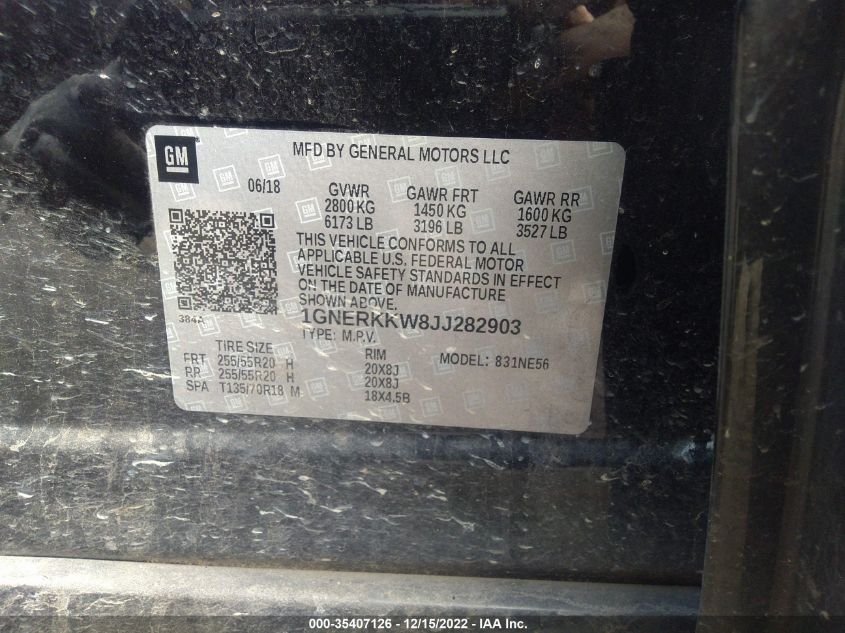 GM
MFD BY GENERAL MOTORS LLC
06/18 GVWR GAWR FRT GAWR RR
2800 KG 1450 KG 1600 KG
6173 LB 3196 LB 3527 LB
THIS VEHICLE CONFORMS TO ALL
APPLICABLE U.S. FEDERAL MOTOR
VEHICLE SAFETY STANDARDS IN EFFECT
ON THE DATE OF MANUFACTURE
SHOWN ABOVE.
384A
1GNERKKW8JJ282903
TYPE: M.P.V.
TIRE SIZE RIM MODEL: 831NE56
FRT 255/55R20 H 20X8J
RR 255/55R20 H 20X8J
SPA T135/70R18 M 18X4.5B
000-35407126 - 12/15/2022 - IAA Inc.